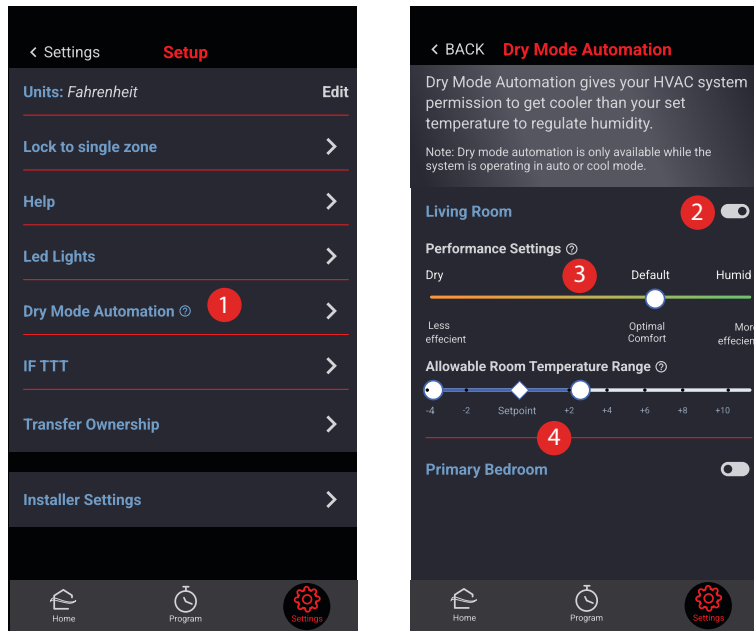 Settings Setup
Units: Fahrenheit Edit
Lock to single zone
Help
Led Lights
Dry Mode Automation ? 1
IF TTT
Transfer Ownership
Installer Settings
Home Program Settings
BACK Dry Mode Automation
Dry Mode Automation gives your HVAC system
permission to get cooler than your set
temperature to regulate humidity.
Note: Dry mode automation is only available while the
system is operating in auto or cool mode.
Living Room 2
Performance Settings ?
3
Dry Default Humid
Less Optimal More
effecient Comfort effecien
Allowable Room Temperature Range ?
-4 -2 Setpoint +2 +4 +6 +8 +10
4
Primary Bedroom
Home Program Settings